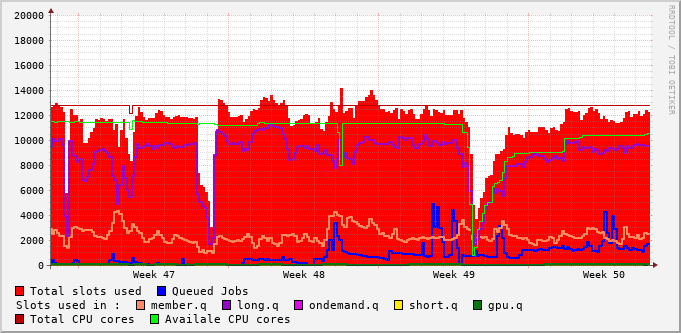 20000
18000
16000
14000
12000
10000
8000
6000
4000
2000
0
Week 47 Week 48 Week 49 Week 50
RRDTOOL / TOBI OETIKER
Total slots used Queued Jobs
Slots used in : member.q long.q ondemand.q short.q gpu.q
Total CPU cores Availale CPU cores